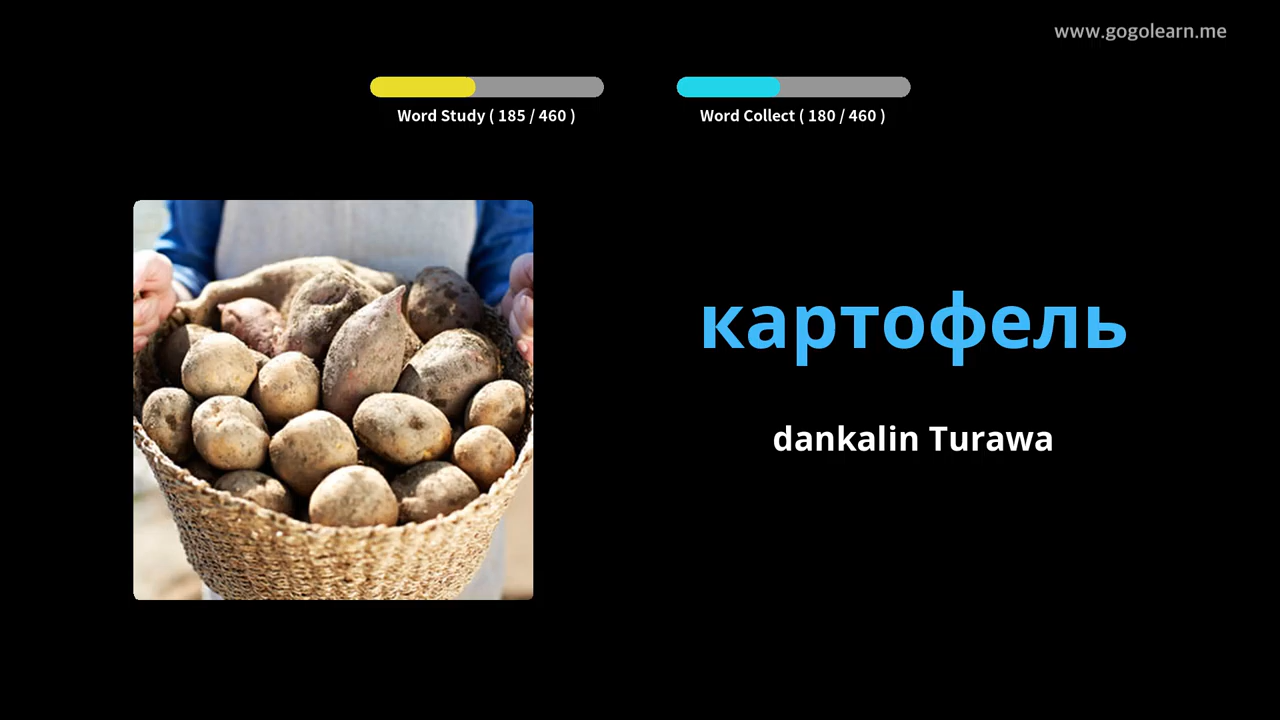 www.gogolearn.me
Word Study ( 185 / 460 )
Word Collect ( 180 / 460 )
картофель
dankalin Turawa